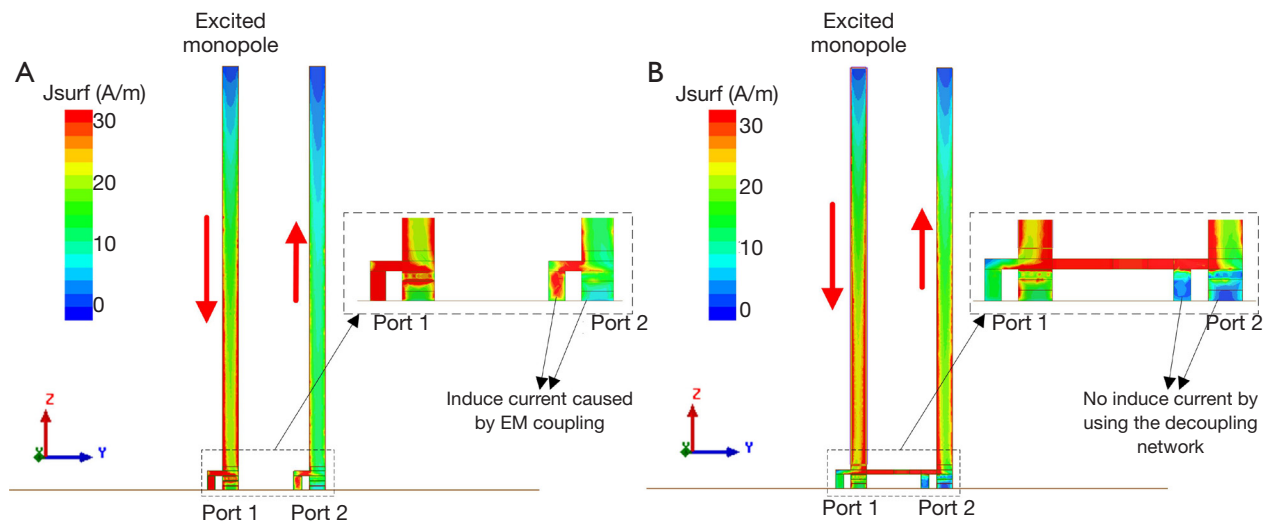 A
Excited
monopole
Jsurf (A/m)
30
20
10
0
Port 1
Port 2
Induce current caused
by EM coupling
Z
X
Y
Port 1
Port 2
B
Excited
monopole
Jsurf (A/m)
30
20
10
0
Port 1
Port 2
No induce current by
using the decoupling
network
Z
X
Y
Port 1
Port 2